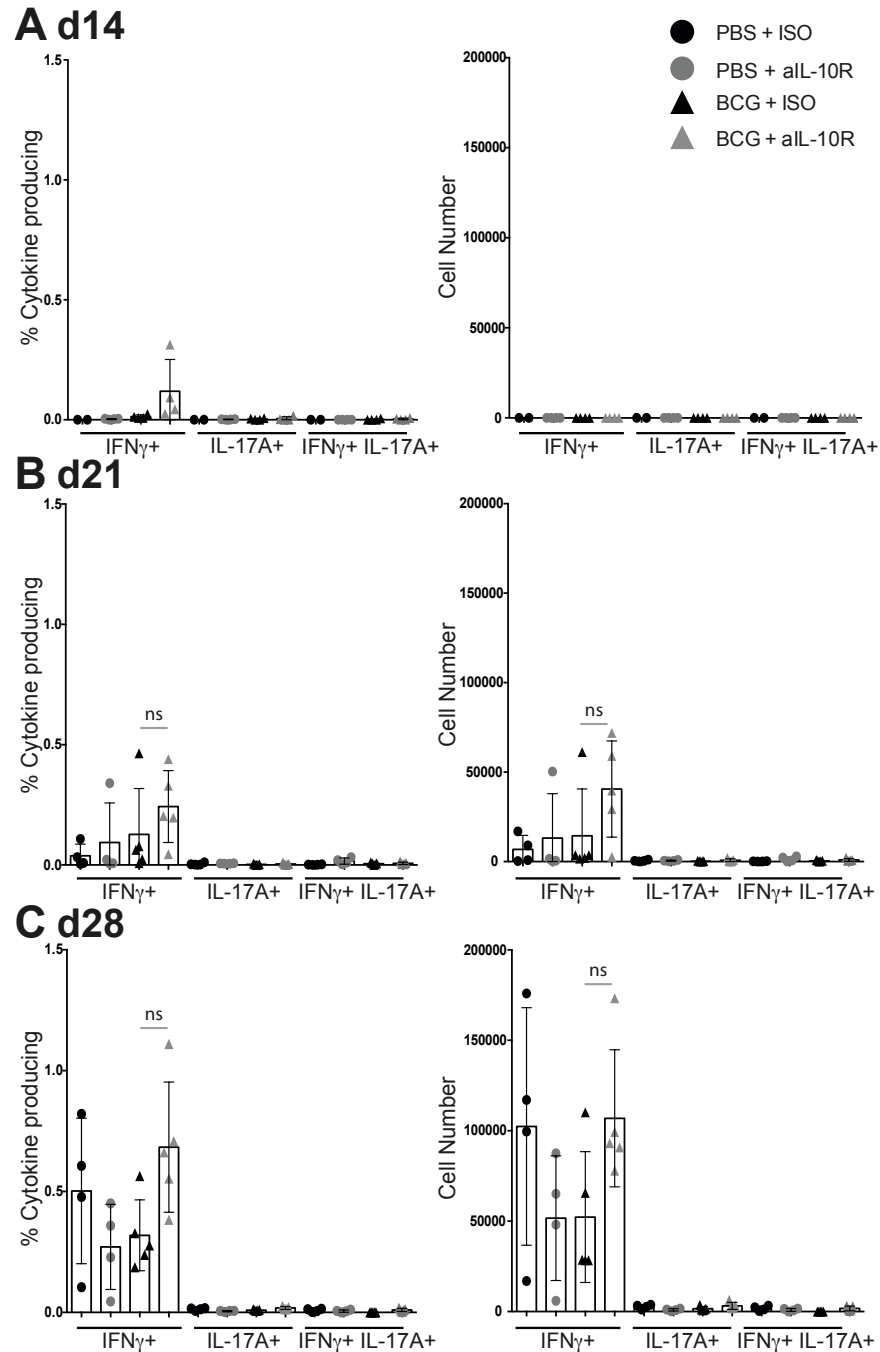 A d14
PBS + ISO
PBS + aIL-10R
BCG + ISO
BCG + aIL-10R
% Cytokine producing
1.5
1.0
0.5
0.0
IFNγ+ IL-17A+ IFNγ+ IL-17A+
Cell Number
200000
150000
100000
50000
0
IFNγ+ IL-17A+ IFNγ+ IL-17A+
B d21
% Cytokine producing
1.5
1.0
0.5
0.0
ns
IFNγ+ IL-17A+ IFNγ+ IL-17A+
Cell Number
200000
150000
100000
50000
0
ns
IFNγ+ IL-17A+ IFNγ+ IL-17A+
C d28
% Cytokine producing
1.5
1.0
0.5
0.0
ns
IFNγ+ IL-17A+ IFNγ+ IL-17A+
Cell Number
200000
150000
100000
50000
0
ns
IFNγ+ IL-17A+ IFNγ+ IL-17A+